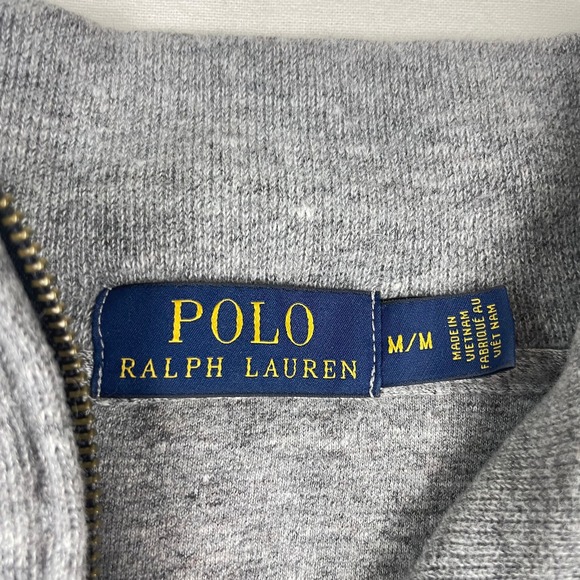 POLO
RALPH LAUREN
M/M
MADE IN
VIETNAM
FABRIQUÉ AU
VIÊT NAM